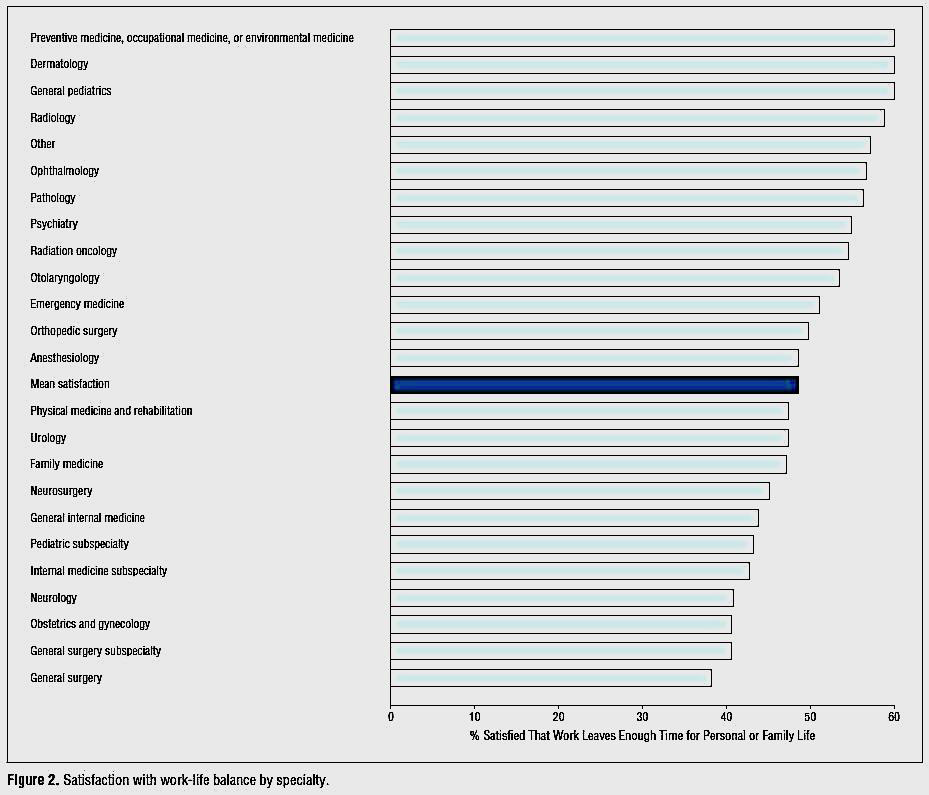 Preventive medicine, occupational medicine, or environmental medicine
Dermatology
General pediatrics
Radiology
Other
Ophthalmology
Pathology
Psychiatry
Radiation oncology
Otolaryngology
Emergency medicine
Orthopedic surgery
Anesthesiology
Mean satisfaction
Physical medicine and rehabilitation
Urology
Family medicine
Neurosurgery
General internal medicine
Pediatric subspecialty
Internal medicine subspecialty
Neurology
Obstetrics and gynecology
General surgery subspecialty
General surgery
0 10 20 30 40 50 60
% Satisfied That Work Leaves Enough Time for Personal or Family Life
Figure 2. Satisfaction with work-life balance by specialty.